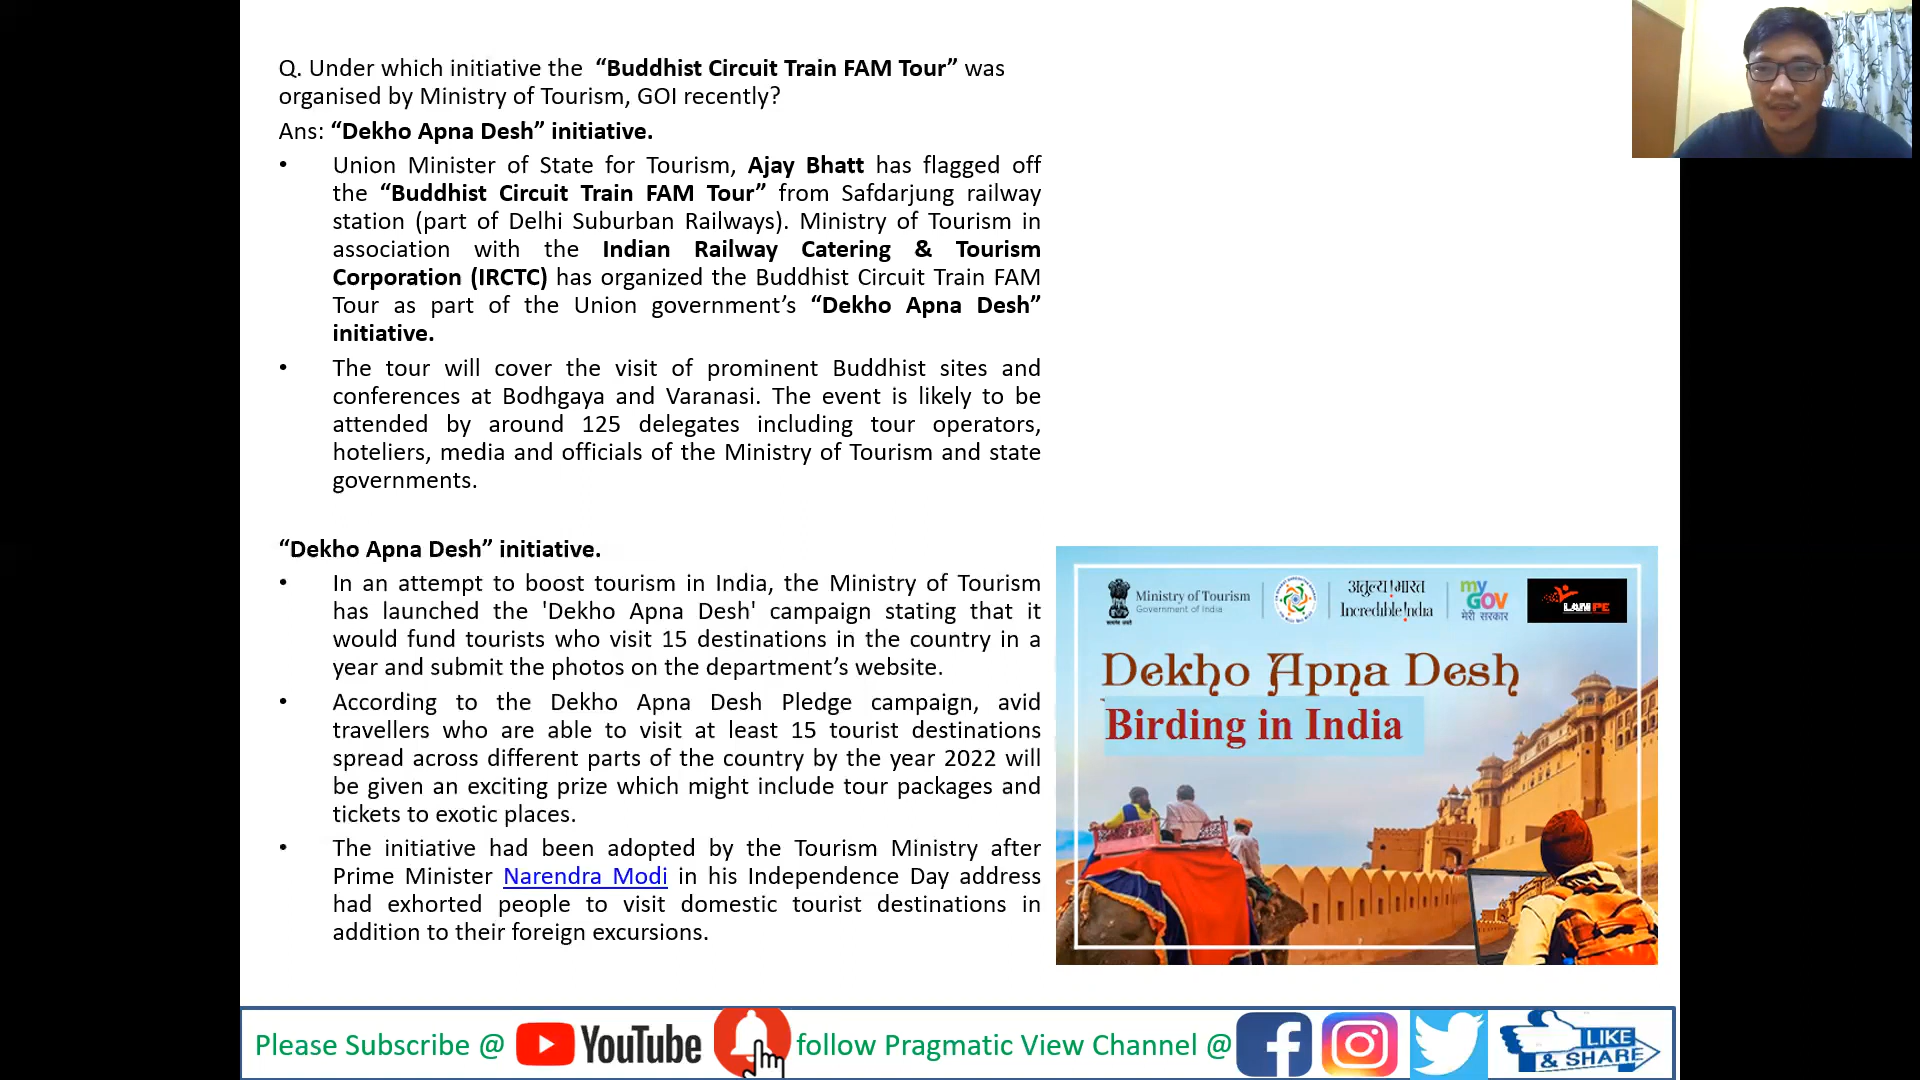 Q. Under which initiative the “Buddhist Circuit Train FAM Tour” was
organised by Ministry of Tourism, GOI recently?
Ans: “Dekho Apna Desh” initiative.
• Union Minister of State for Tourism, Ajay Bhatt has flagged off
the “Buddhist Circuit Train FAM Tour” from Safdarjung railway
station (part of Delhi Suburban Railways). Ministry of Tourism in
association with the Indian Railway Catering & Tourism
Corporation (IRCTC) has organized the Buddhist Circuit Train FAM
Tour as part of the Union government’s “Dekho Apna Desh”
initiative.
• The tour will cover the visit of prominent Buddhist sites and
conferences at Bodhgaya and Varanasi. The event is likely to be
attended by around 125 delegates including tour operators,
hoteliers, media and officials of the Ministry of Tourism and state
governments.
“Dekho Apna Desh” initiative.
• In an attempt to boost tourism in India, the Ministry of Tourism
has launched the 'Dekho Apna Desh' campaign stating that it
would fund tourists who visit 15 destinations in the country in a
year and submit the photos on the department’s website.
• According to the Dekho Apna Desh Pledge campaign, avid
travellers who are able to visit at least 15 tourist destinations
spread across different parts of the country by the year 2022 will
be given an exciting prize which might include tour packages and
tickets to exotic places.
• The initiative had been adopted by the Tourism Ministry after
Prime Minister Narendra Modi in his Independence Day address
had exhorted people to visit domestic tourist destinations in
addition to their foreign excursions.
Ministry of Tourism
Government of India
अतुल्य!भारत
Incredible!ndia
my
GOV
मेरी सरकार
Dekho Apna Desh
Birding in India
Please Subscribe @ YouTube follow Pragmatic View Channel @
LIKE
& SHARE